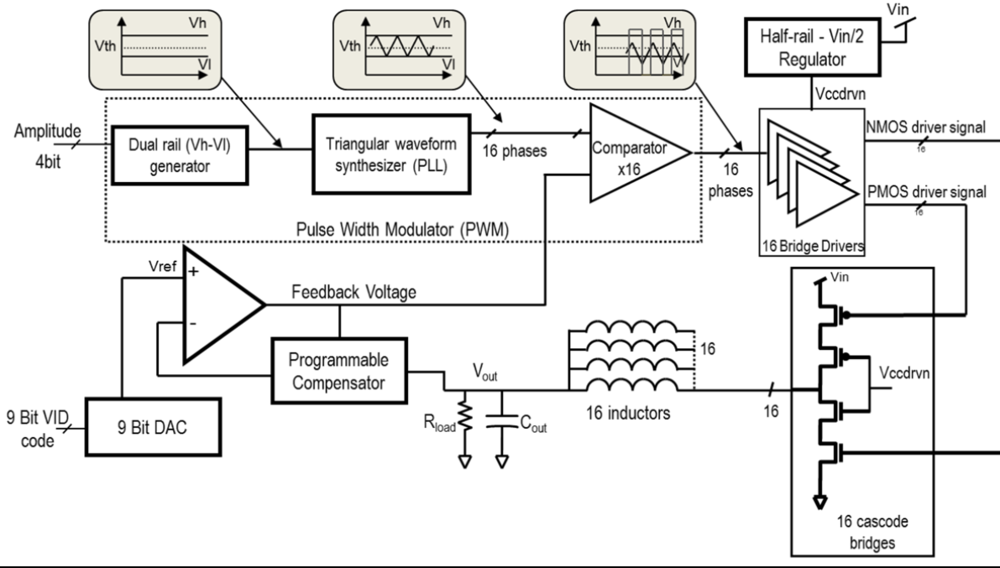 Vh
Vth
Vl
Vh
Vth
Vl
Vh
Vth
V
Vin
Half-rail - Vin/2
Regulator
Vccdrvn
Amplitude
4bit
Dual rail (Vh-Vl)
generator
Triangular waveform
synthesizer (PLL)
16 phases
Comparator
x16
16
phases
NMOS driver signal
16
PMOS driver signal
16
16 Bridge Drivers
Pulse Width Modulator (PWM)
Vref
+
-
Feedback Voltage
Programmable
Compensator
9 Bit VID
code
9 Bit DAC
Vout
Rload
Cout
16
16 inductors
16
Vin
Vccdrvn
16 cascode
bridges